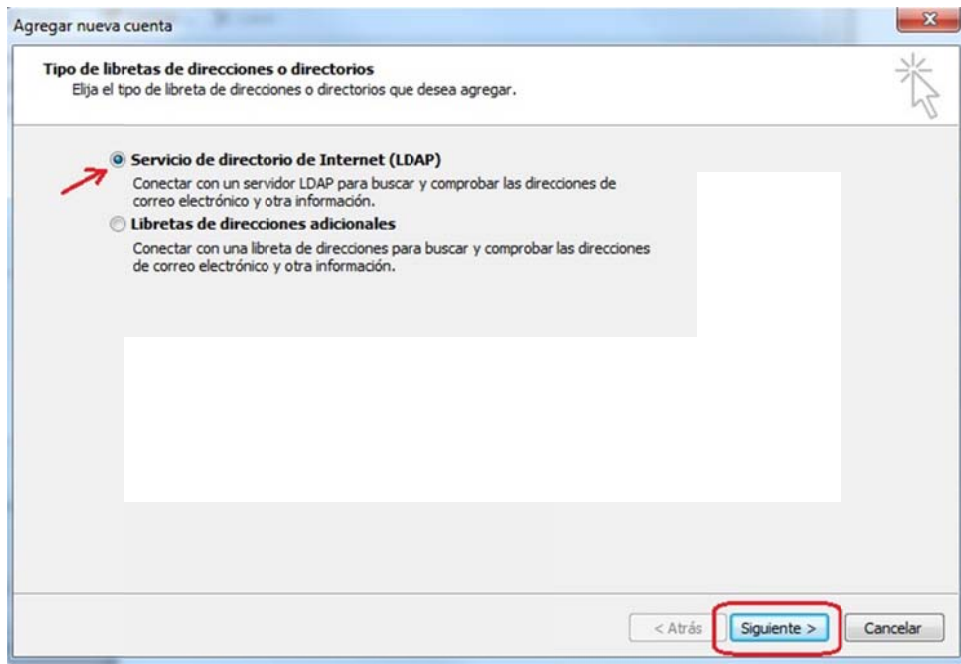 Agregar nueva cuenta
Tipo de libretas de direcciones o directorios
Elija el tipo de libreta de direcciones o directorios que desea agregar.
Servicio de directorio de Internet (LDAP)
Conectar con un servidor LDAP para buscar y comprobar las direcciones de
correo electrónico y otra información.
Libretas de direcciones adicionales
Conectar con una libreta de direcciones para buscar y comprobar las direcciones
de correo electrónico y otra información.
< Atrás Siguiente > Cancelar